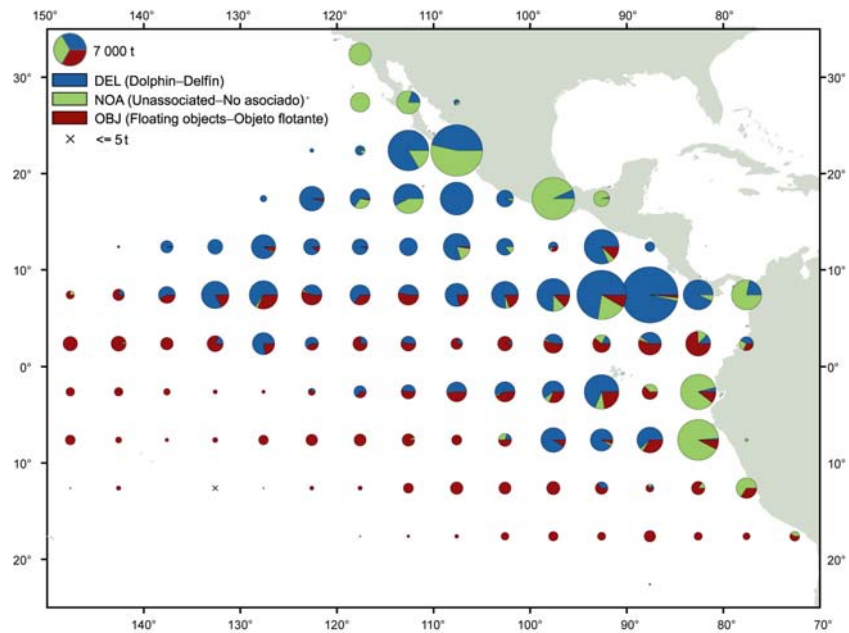 150° 140° 130° 120° 110° 100° 90° 80°
7 000 t
DEL (Dolphin–Delfín)
NOA (Unassociated–No asociado)
OBJ (Floating objects–Objeto flotante)
× <= 5 t
30° 30°
20° 20°
10° 10°
0° 0°
10° 10°
20° 20°
140° 130° 120° 110° 100° 90° 80° 70°